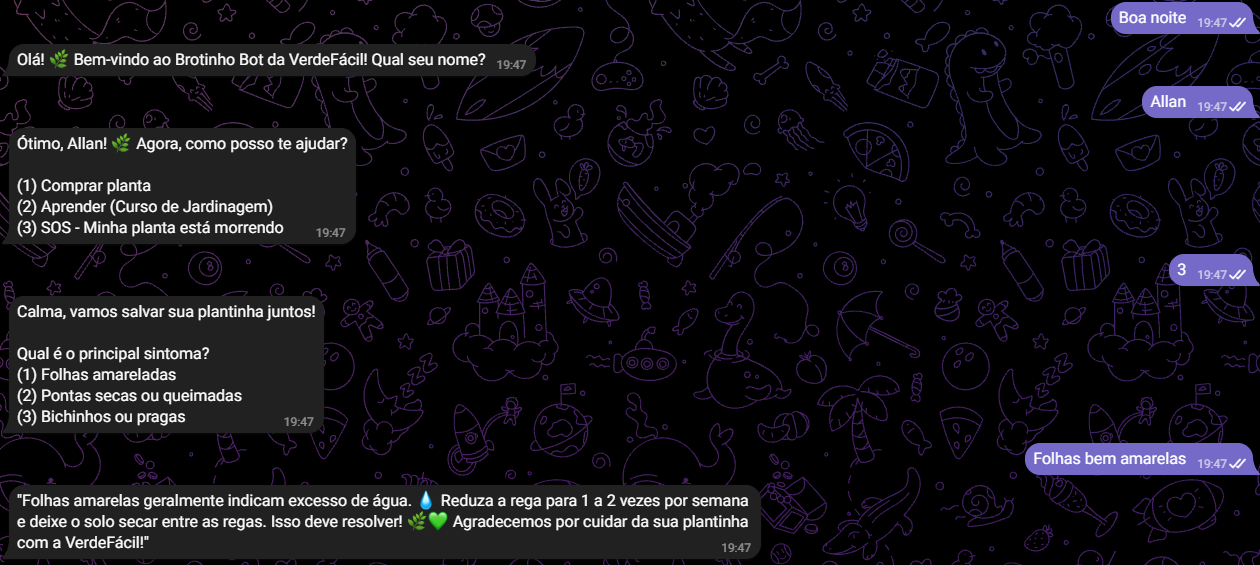 Boa noite 19:47
Olá! 🌿 Bem-vindo ao Brotinho Bot da VerdeFácil! Qual seu nome? 19:47
Allan 19:47
Ótimo, Allan! 🌿 Agora, como posso te ajudar?
(1) Comprar planta
(2) Aprender (Curso de Jardinagem)
(3) SOS - Minha planta está morrendo 19:47
3 19:47
Calma, vamos salvar sua plantinha juntos!
Qual é o principal sintoma?
(1) Folhas amareladas
(2) Pontas secas ou queimadas
(3) Bichinhos ou pragas 19:47
Folhas bem amarelas 19:47
"Folhas amarelas geralmente indicam excesso de água. 💧 Reduza a rega para 1 a 2 vezes por semana
e deixe o solo secar entre as regas. Isso deve resolver! 🌿💚 Agradecemos por cuidar da sua plantinha
com a VerdeFácil!" 19:47